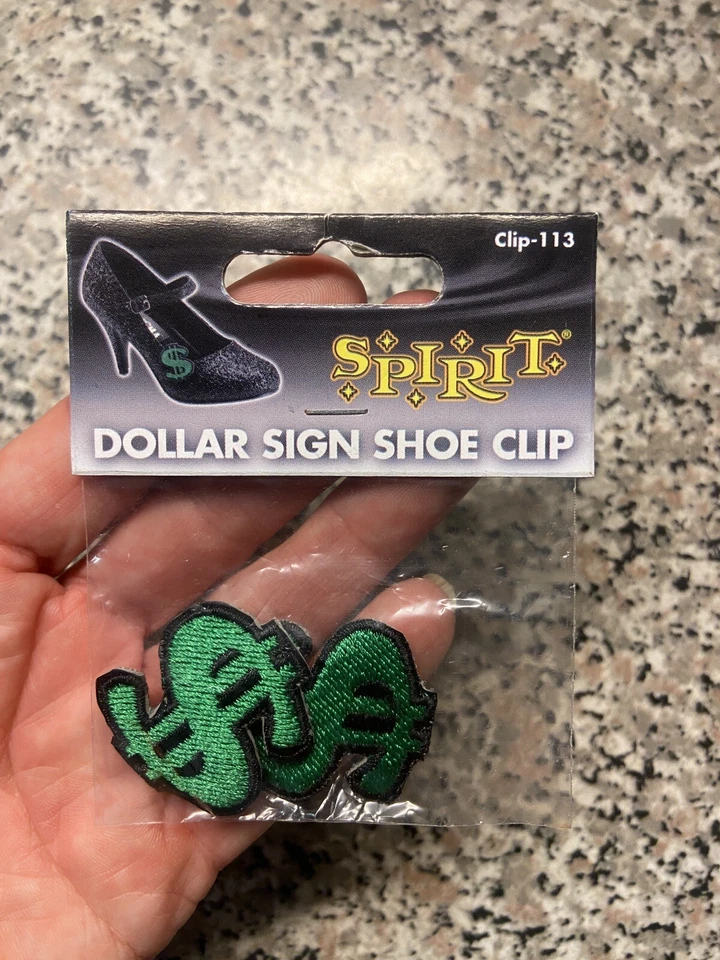 Clip-113
$
SPIRIT®
DOLLAR SIGN SHOE CLIP
$ $